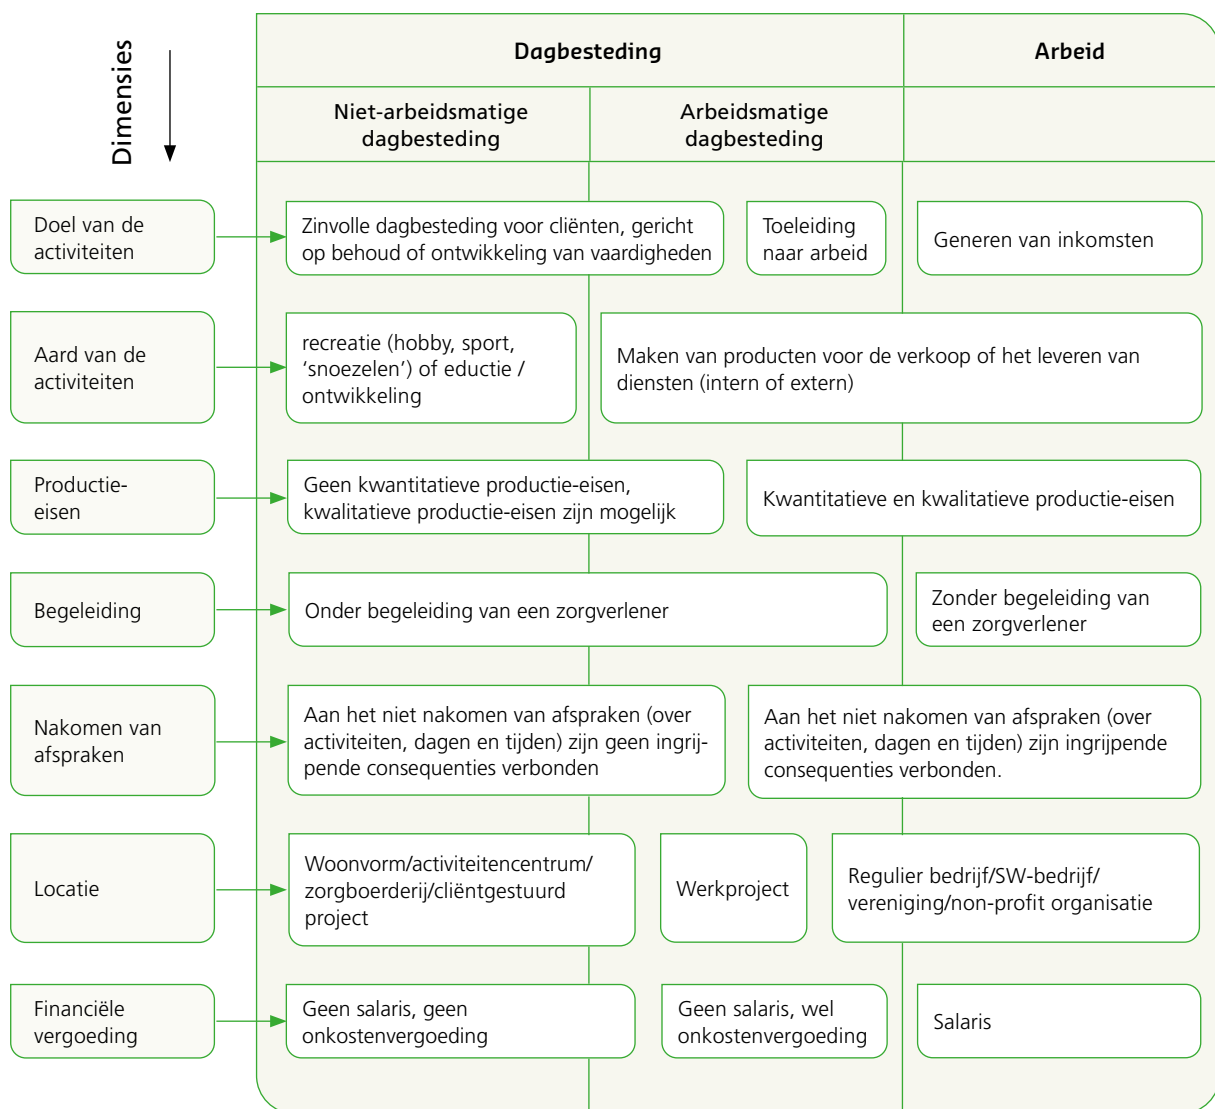 Dimensies
Dagbesteding
Arbeid
Niet-arbeidsmatige
dagbesteding
Arbeidsmatige
dagbesteding
Doel van de
activiteiten
Zinvolle dagbesteding voor cliënten, gericht
op behoud of ontwikkeling van vaardigheden
Toeleiding
naar arbeid
Generen van inkomsten
Aard van de
activiteiten
recreatie (hobby, sport,
‘snoezelen’) of eductie /
ontwikkeling
Maken van producten voor de verkoop of het leveren van
diensten (intern of extern)
Productie-
eisen
Geen kwantitatieve productie-eisen,
kwalitatieve productie-eisen zijn mogelijk
Kwantitatieve en kwalitatieve productie-eisen
Begeleiding
Onder begeleiding van een zorgverlener
Zonder begeleiding van
een zorgverlener
Nakomen van
afspraken
Aan het niet nakomen van afspraken (over
activiteiten, dagen en tijden) zijn geen ingrij-
pende consequenties verbonden
Aan het niet nakomen van afspraken (over
activiteiten, dagen en tijden) zijn ingrijpende
consequenties verbonden.
Locatie
Woonvorm/activiteitencentrum/
zorgboerderij/cliëntgestuurd
project
Werkproject
Regulier bedrijf/SW-bedrijf/
vereniging/non-profit organisatie
Financiële
vergoeding
Geen salaris, geen
onkostenvergoeding
Geen salaris, wel
onkostenvergoeding
Salaris